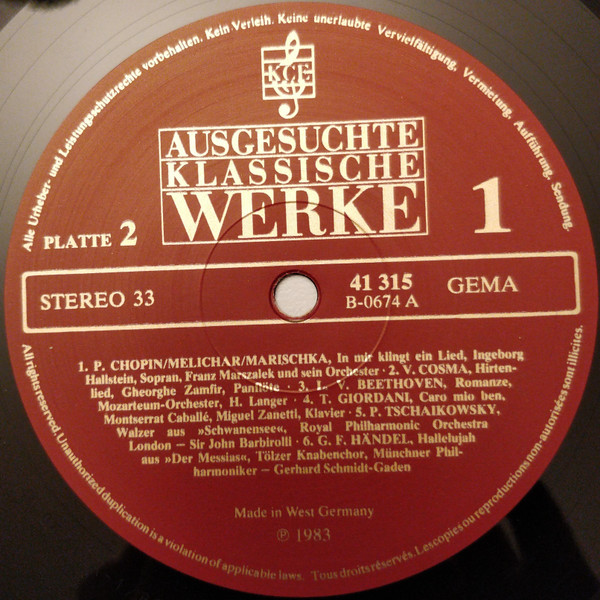 Alle Urheber- und Leistungsschutzrechte vorbehalten. Kein Verleih. Keine unerlaubte Vervielfältigung, Vermietung, Aufführung, Sendung.
KCE
AUSGESUCHTE
KLASSISCHE
WERKE
PLATTE 2
1
STEREO 33
41 315
B-0674 A
GEMA
1. P. CHOPIN/MELICHAR/MARISCHKA, In mir klingt ein Lied, Ingeborg
Hallstein, Sopran, Franz Marszalek und sein Orchester · 2. V. COSMA, Hirten-
lied, Gheorghe Zamfir, Panflöte · 3. L. V. BEETHOVEN, Romanze,
Mozarteum-Orchester, H. Langer · 4. T. GIORDANI, Caro mio ben,
Montserrat Caballé, Miguel Zanetti, Klavier · 5. P. TSCHAIKOWSKY,
Walzer aus »Schwanensee«, Royal Philharmonic Orchestra
London – Sir John Barbirolli · 6. G. F. HÄNDEL, Hallelujah
aus »Der Messias«, Tölzer Knabenchor, Münchner Phil-
harmoniker – Gerhard Schmidt-Gaden
Made in West Germany
℗ 1983
All rights reserved. Unauthorized duplication is a violation of applicable laws. Tous droits réservés. Les copies ou reproductions non-autorisées sont illicites.